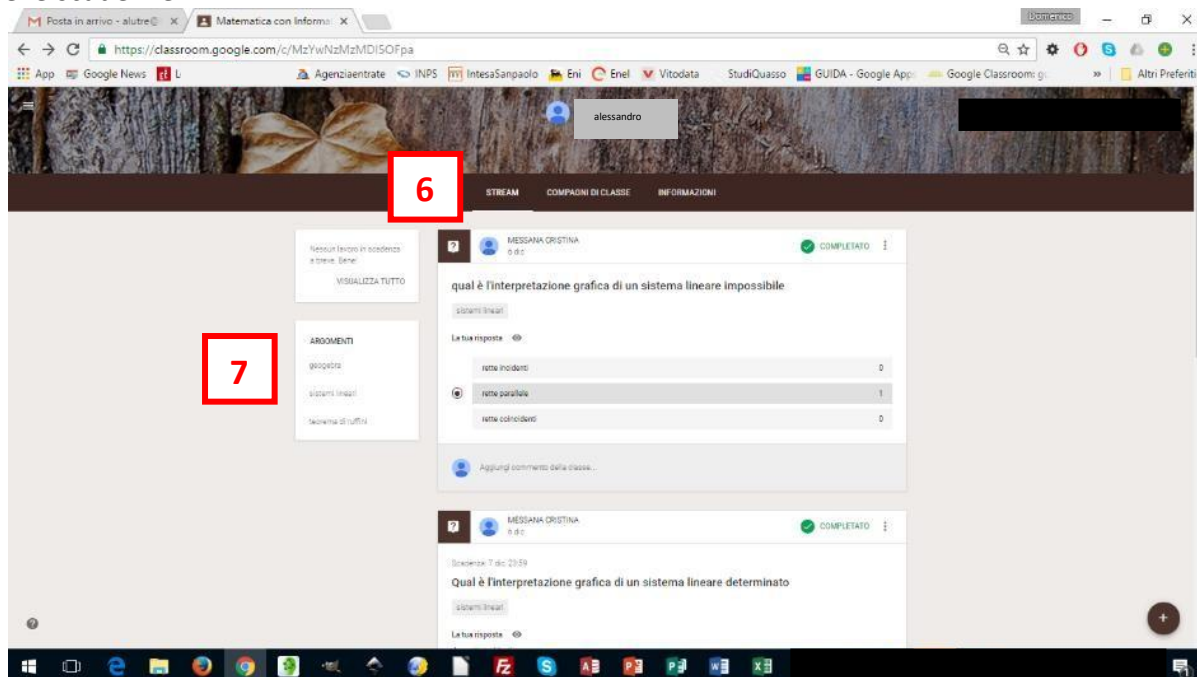 Domenico
Posta in arrivo - alutre@
Matematica con Informa
https://classroom.google.com/c/MzYwNzMzMDI5OFpa
App Google News L Agenziaentrate INPS IntesaSanpaolo Eni Enel Vitodata StudiQuasso GUIDA - Google App Google Classroom: g » Altri Preferiti
alessandro
6
STREAM COMPAGNI DI CLASSE INFORMAZIONI
Nessun lavoro in scadenza
a breve. Bene!
VISUALIZZA TUTTO
7
ARGOMENTI
geogebra
sistemi lineari
teorema di ruffini
MESSANA CRISTINA
6 dic
COMPLETATO
qual è l'interpretazione grafica di un sistema lineare impossibile
sistemi lineari
La tua risposta
rette incidenti 0
rette parallele 1
rette coincidenti 0
Aggiungi commento della classe...
MESSANA CRISTINA
6 dic
COMPLETATO
Scadenza: 7 dic 23:59
Qual è l'interpretazione grafica di un sistema lineare determinato
sistemi lineari
La tua risposta